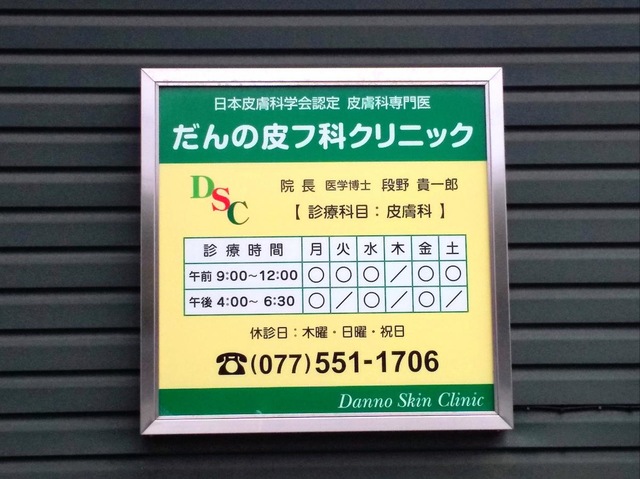 日本皮膚科学会認定 皮膚科専門医
だんの皮フ科クリニック
DSC
院長 医学博士 段野 貴一郎
【 診療科目：皮膚科 】
診療時間 月 火 水 木 金 土
午前 9:00〜12:00 ○ ○ ○ ／ ○ ○
午後 4:00〜 6:30 ○ ／ ○ ／ ○ ／
休診日：木曜・日曜・祝日
☎(077)551-1706
Danno Skin Clinic